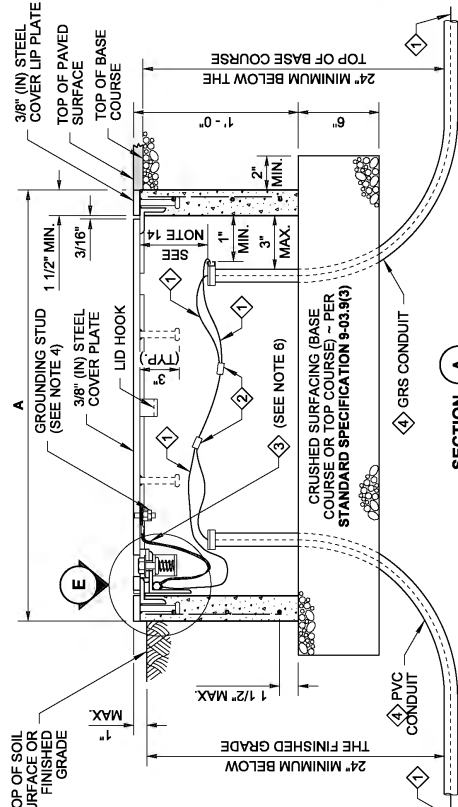 3/8" (IN) STEEL
COVER LIP PLATE
TOP OF PAVED
SURFACE
TOP OF BASE
COURSE
1 1/2" MIN.
3/16"
A
GROUNDING STUD
(SEE NOTE 4)
3/8" (IN) STEEL
COVER PLATE
LID HOOK
3"
(TYP.)
E
TOP OF SOIL
SURFACE OR
FINISHED
GRADE
1"
MAX.
24" MINIMUM BELOW THE
TOP OF BASE COURSE
1' - 0"
6"
2"
MIN.
SEE
NOTE 14
1"
MIN.
3"
MAX.
1
1
1
2
3 (SEE NOTE 6)
1 1/2" MAX.
24" MINIMUM BELOW
THE FINISHED GRADE
CRUSHED SURFACING (BASE
COURSE OR TOP COURSE) ~ PER
STANDARD SPECIFICATION 9-03.9(3)
4 PVC
CONDUIT
4 GRS CONDUIT
1
1
SECTION A